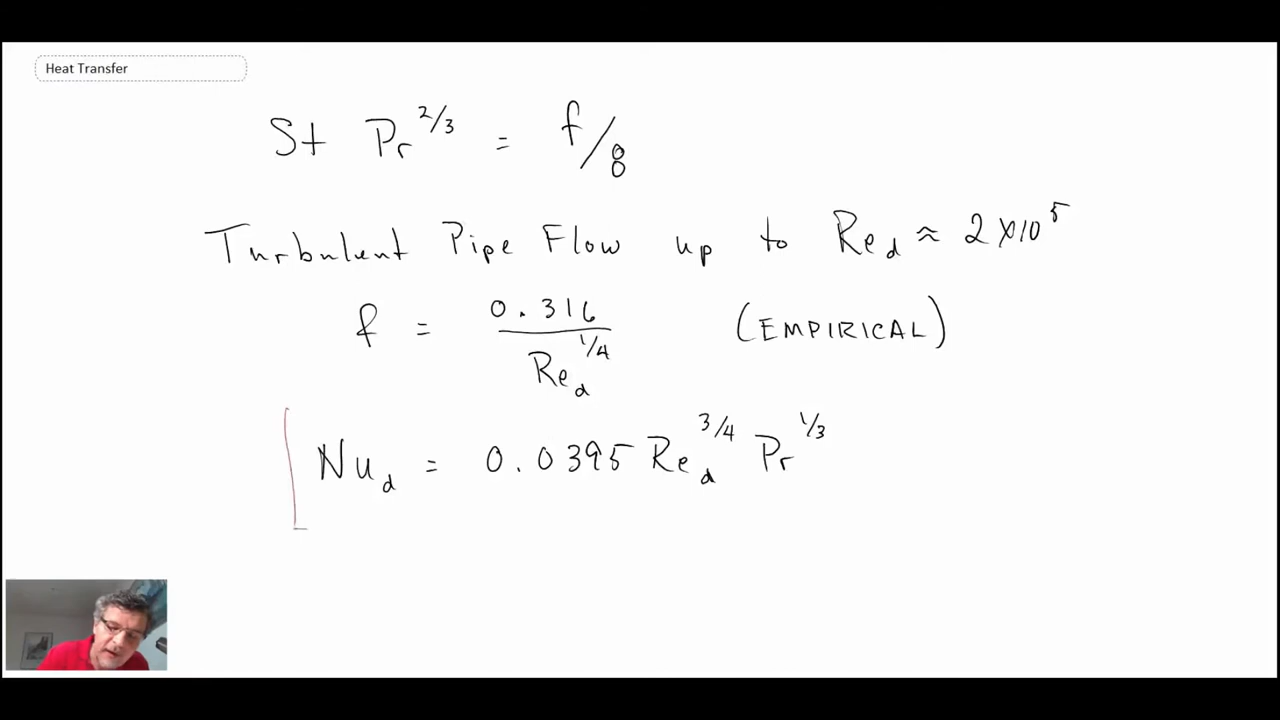 Heat Transfer
St Pr^2/3 = f/8
Turbulent Pipe Flow up to Re_d ≈ 2×10^5
f = 0.316 / Re_d^1/4 (EMPIRICAL)
Nu_d = 0.0395 Re_d^3/4 Pr^1/3